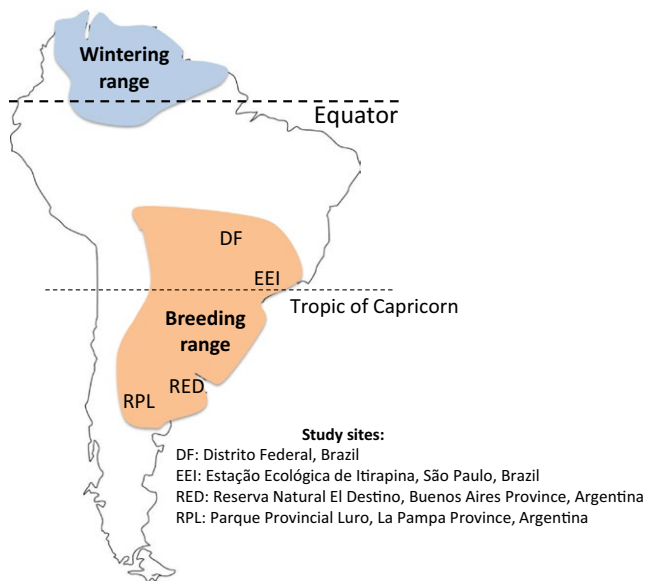 Wintering
range
Equator
DF
EEI
Tropic of Capricorn
Breeding
range
RED
RPL
Study sites:
DF: Distrito Federal, Brazil
EEI: Estação Ecológica de Itirapina, São Paulo, Brazil
RED: Reserva Natural El Destino, Buenos Aires Province, Argentina
RPL: Parque Provincial Luro, La Pampa Province, Argentina